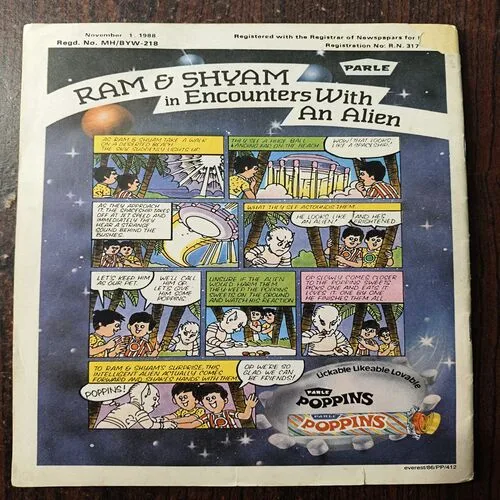 November 1, 1988
Regd. No. MH/BYW-218
Registered with the Registrar of Newspapers for
Registration No: R.N. 317
PARLE
RAM & SHYAM
in Encounters With
An Alien
AS RAM & SHYAM TAKE A WALK
ON A DESERTED BEACH
THE SKY SUDDENLY LIGHTS UP.
THEY SEE A HUGE BALL
LANDING FAR ON THE BEACH
WOW! THAT LOOKS
LIKE A SPACESHIP.
AS THEY APPROACH
IT, THE SPACESHIP TAKES
OFF AT JET SPEED AND
IMMEDIATELY THEY
HEAR A STRANGE
SOUND BEHIND THE
BUSHES.
WHAT THEY SEE ASTOUNDS THEM
HE LOOKS LIKE
AN ALIEN!
AND HE'S
FRIGHTENED
LET'S KEEP HIM
AS OUR PET.
WE'LL CALL
HIM OP.
LET'S GIVE
HIM SOME
POPPINS
UNSURE IF THE ALIEN
WOULD HARM THEM
THEY KEEP THE POPPINS
SWEETS ON THE GROUND
AND WATCH HIS REACTION
OP SLOWLY COMES CLOSER
TO THE POPPINS SWEETS
PICKS ONE AND EATS IT
LOVES IT. ONE BY ONE
HE FINISHES THEM ALL
TO RAM & SHYAM'S SURPRISE, THIS
INTELLIGENT ALIEN ACTUALLY COMES
FORWARD AND SHAKES HANDS WITH THEM
POPPINS!
OP WE'RE SO
GLAD WE CAN
BE FRIENDS!
Lickable Likeable Lovable
PARLE
POPPINS
PARLE
POPPINS
everest/86/PP/412